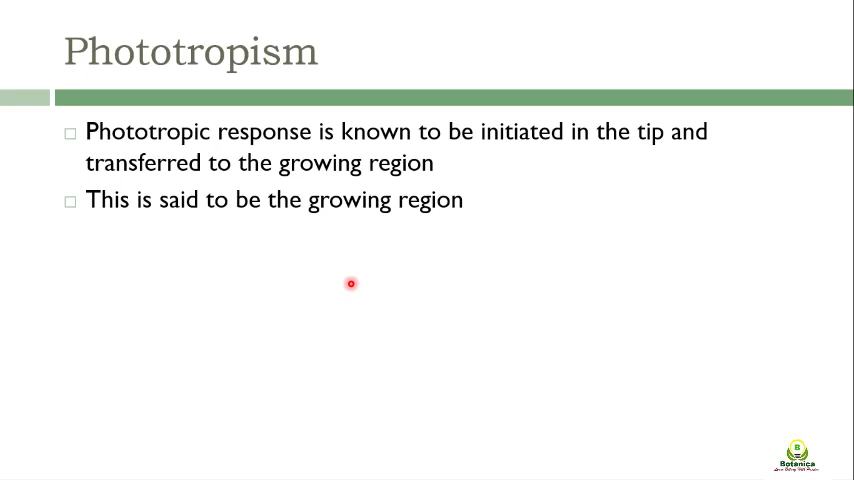 Phototropism
Phototropic response is known to be initiated in the tip and
transferred to the growing region
This is said to be the growing region
B
Botanica